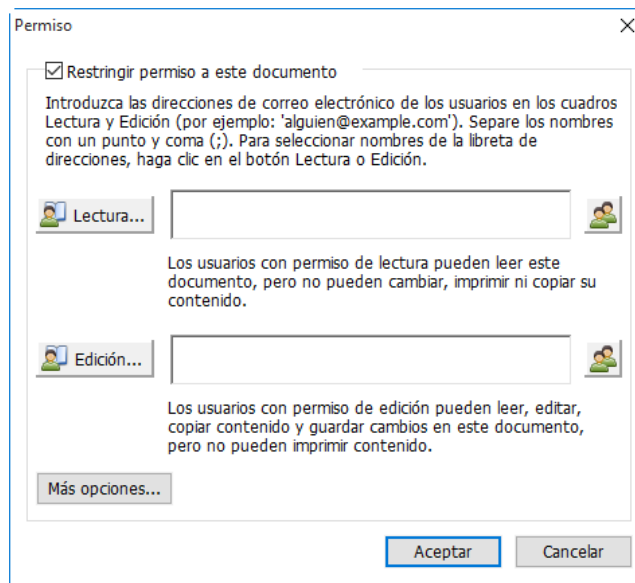 Permiso
Restringir permiso a este documento
Introduzca las direcciones de correo electrónico de los usuarios en los cuadros
Lectura y Edición (por ejemplo: 'alguien@example.com'). Separe los nombres
con un punto y coma (;). Para seleccionar nombres de la libreta de
direcciones, haga clic en el botón Lectura o Edición.
Lectura...
Los usuarios con permiso de lectura pueden leer este
documento, pero no pueden cambiar, imprimir ni copiar su
contenido.
Edición...
Los usuarios con permiso de edición pueden leer, editar,
copiar contenido y guardar cambios en este documento,
pero no pueden imprimir contenido.
Más opciones...
Aceptar
Cancelar